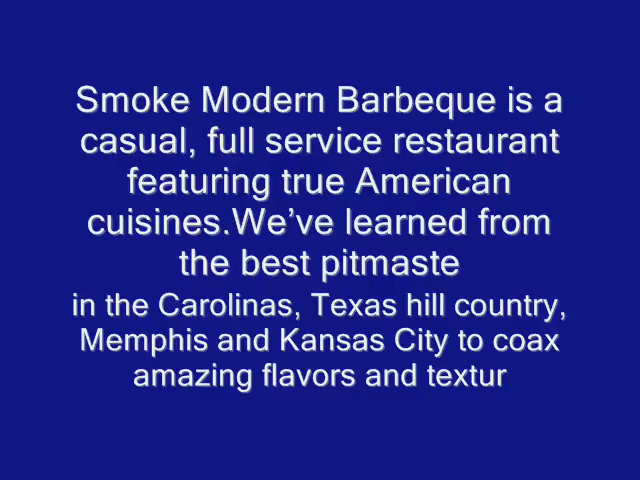 Smoke Modern Barbeque is a
casual, full service restaurant
featuring true American
cuisines.We’ve learned from
the best pitmaste
in the Carolinas, Texas hill country,
Memphis and Kansas City to coax
amazing flavors and textur